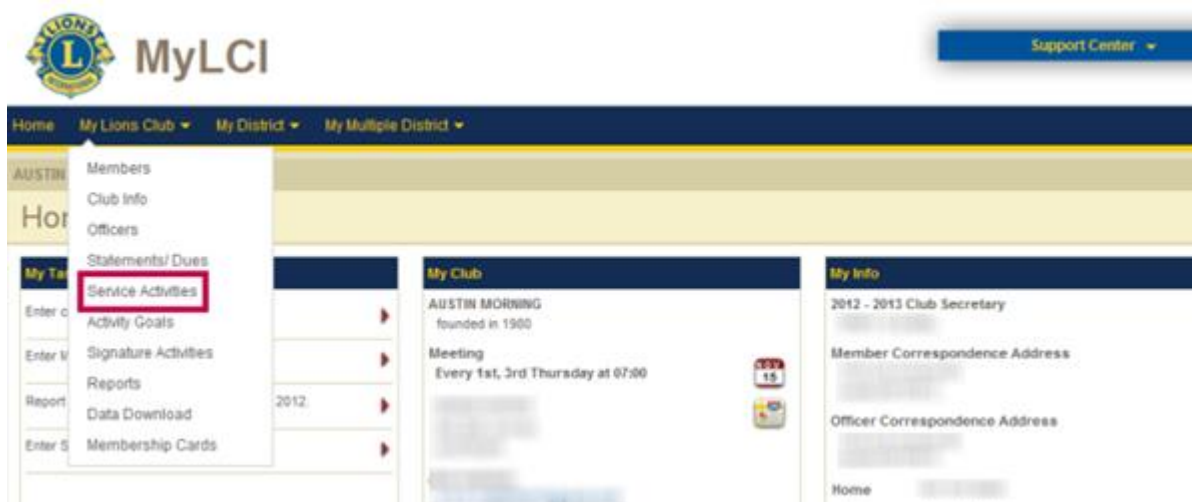 LIONS
L
INTERNATIONAL
MyLCI
Support Center
Home My Lions Club My District My Multiple District
AUSTIN
Hor
Members
Club Info
Officers
Statements/ Dues
Service Activities
Activity Goals
Signature Activities
Reports
Data Download
Membership Cards
My Ta
Enter c
Enter M
Report 2012.
Enter S
My Club
AUSTIN MORNING
founded in 1980
Meeting
Every 1st, 3rd Thursday at 07:00
NOV
15
My Info
2012 - 2013 Club Secretary
Member Correspondence Address
Officer Correspondence Address
Home